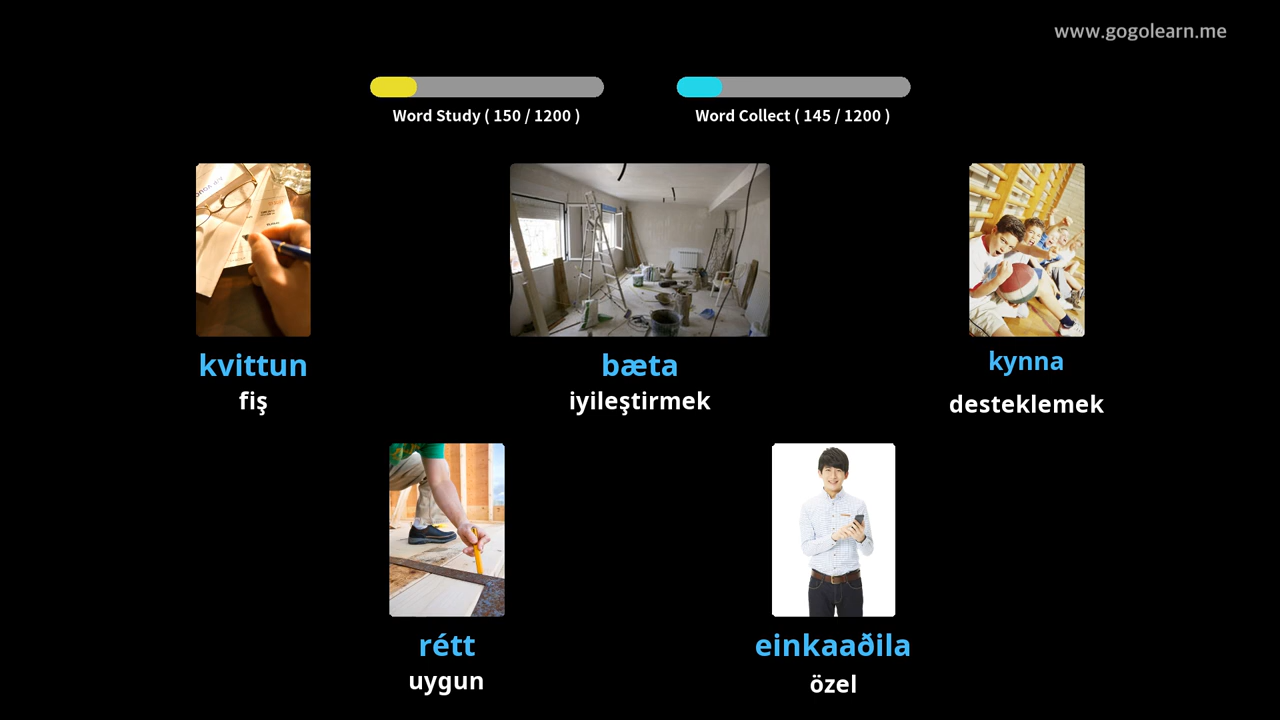 www.gogolearn.me
Word Study ( 150 / 1200 )
Word Collect ( 145 / 1200 )
kvittun
fiş
bæta
iyileştirmek
kynna
desteklemek
rétt
uygun
einkaaðila
özel